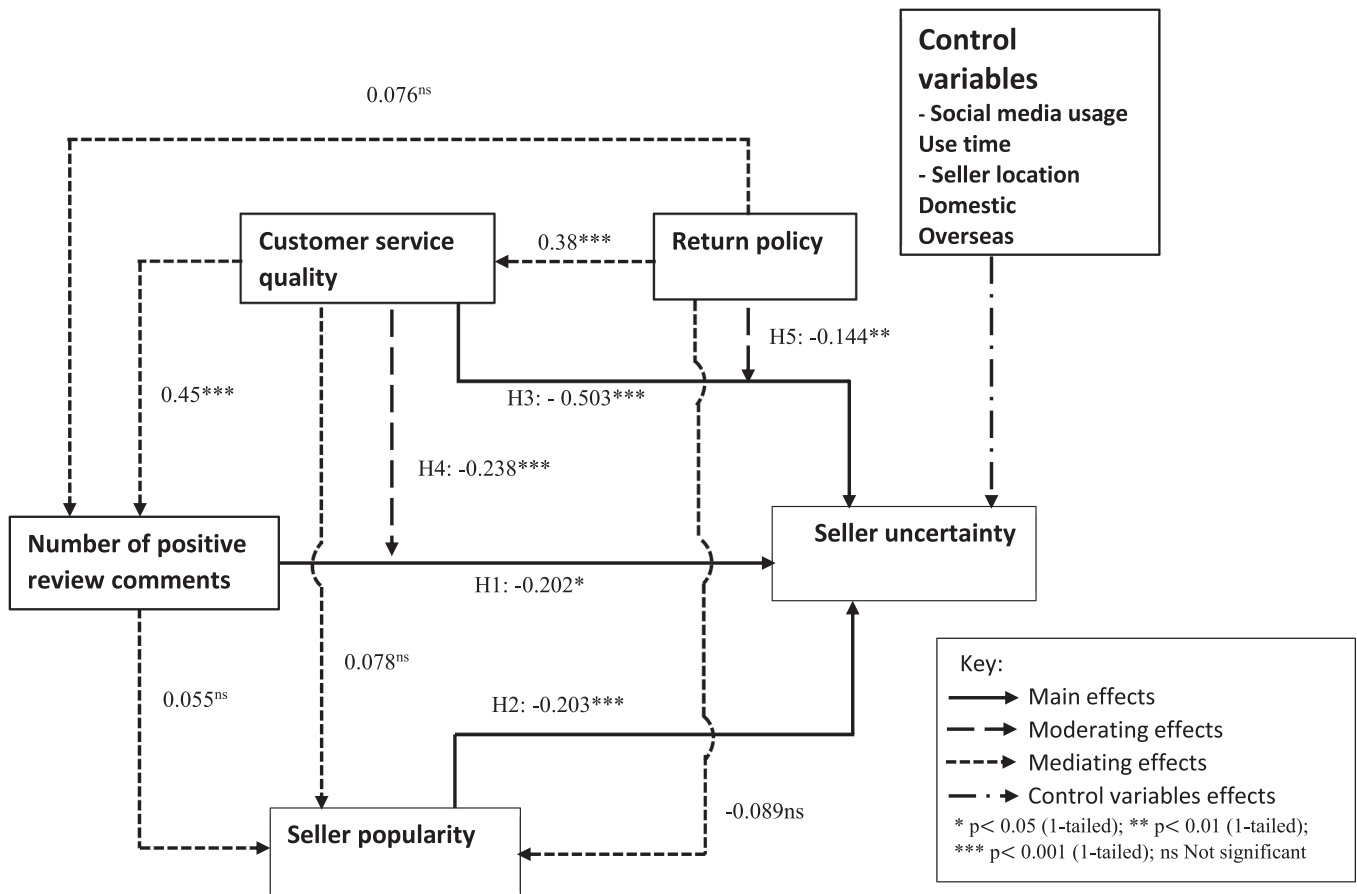 Control
variables
- Social media usage
Use time
- Seller location
Domestic
Overseas
0.076ns
Customer service
quality
0.38***
Return policy
H5: -0.144**
0.45***
H3: - 0.503***
H4: -0.238***
Number of positive
review comments
Seller uncertainty
H1: -0.202*
0.078ns
0.055ns
H2: -0.203***
Seller popularity
-0.089ns
Key:
Main effects
Moderating effects
Mediating effects
Control variables effects
* p< 0.05 (1-tailed); ** p< 0.01 (1-tailed);
*** p< 0.001 (1-tailed); ns Not significant